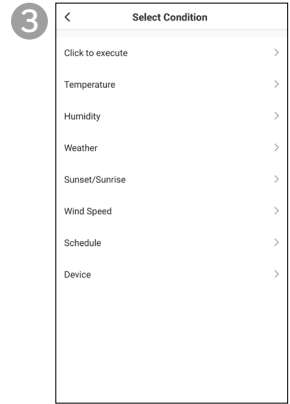 3
Select Condition
Click to execute
Temperature
Humidity
Weather
Sunset/Sunrise
Wind Speed
Schedule
Device